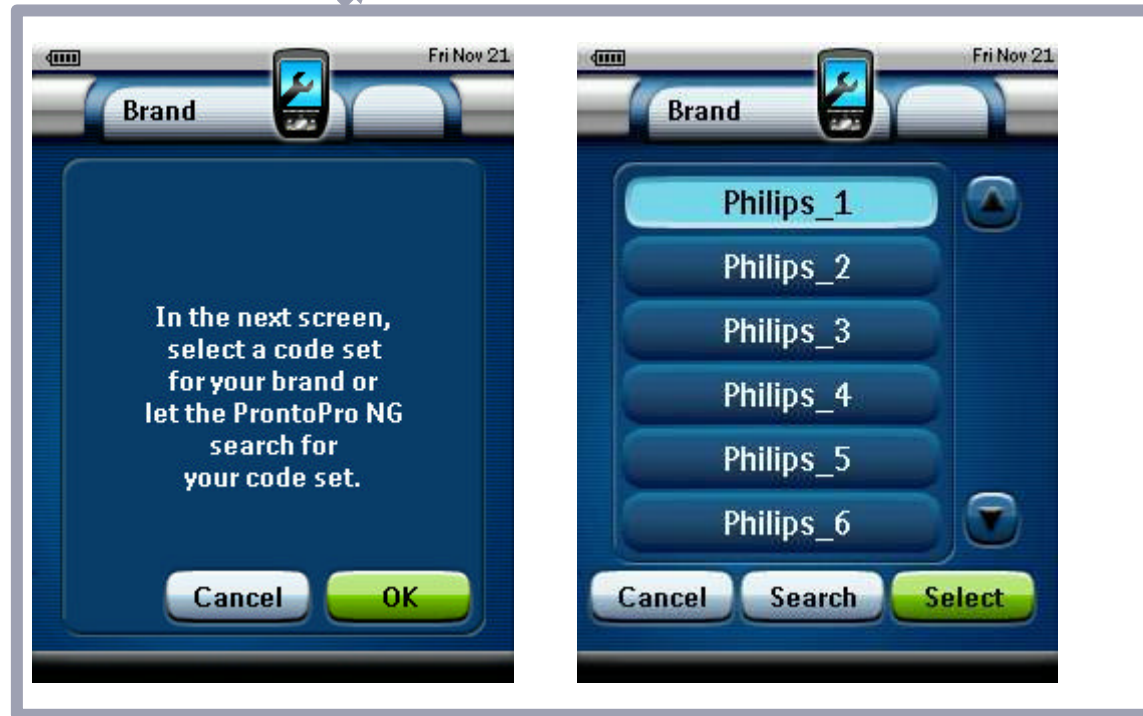 Fri Nov 21
Brand
In the next screen,
select a code set
for your brand or
let the ProntoPro NG
search for
your code set.
Cancel OK
Fri Nov 21
Brand
Philips_1
Philips_2
Philips_3
Philips_4
Philips_5
Philips_6
Cancel Search Select